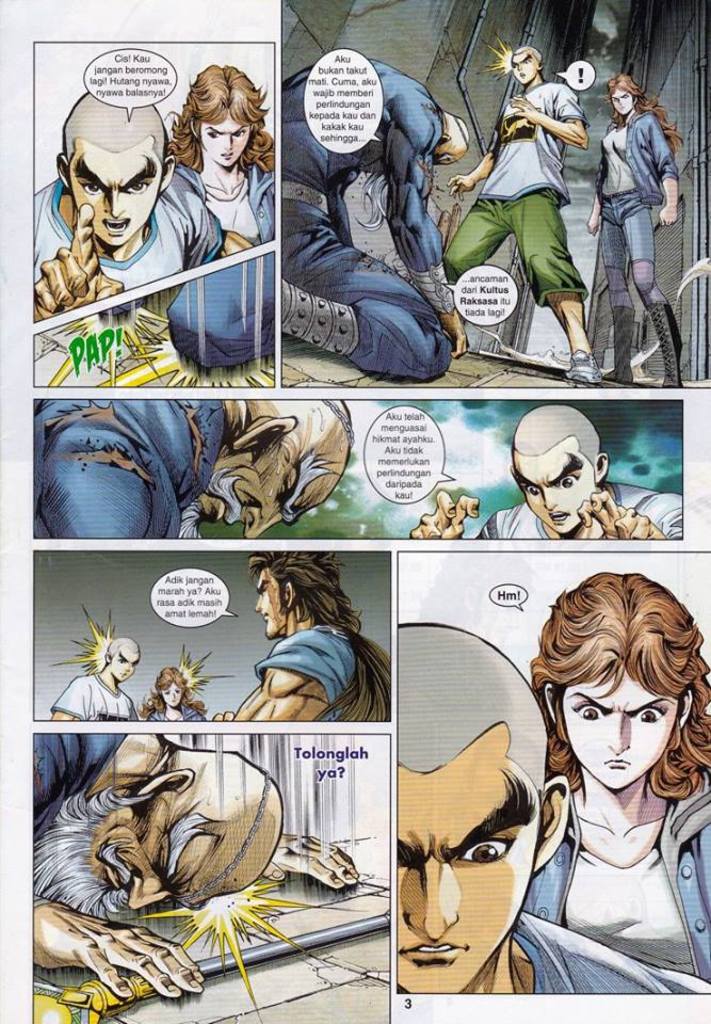 Cis! Kau
jangan beromong
lagi! Hutang nyawa,
nyawa balasnya!
PAP!
Aku
bukan takut
mati. Cuma, aku
wajib memberi
perlindungan
kepada kau dan
kakak kau
sehingga...
!
...ancaman
dari Kultus
Raksasa itu
tiada lagi!
Aku telah
menguasai
hikmat ayahku.
Aku tidak
memerlukan
perlindungan
daripada
kau!
Adik jangan
marah ya? Aku
rasa adik masih
amat lemah!
Hm!
Tolonglah
ya?
3